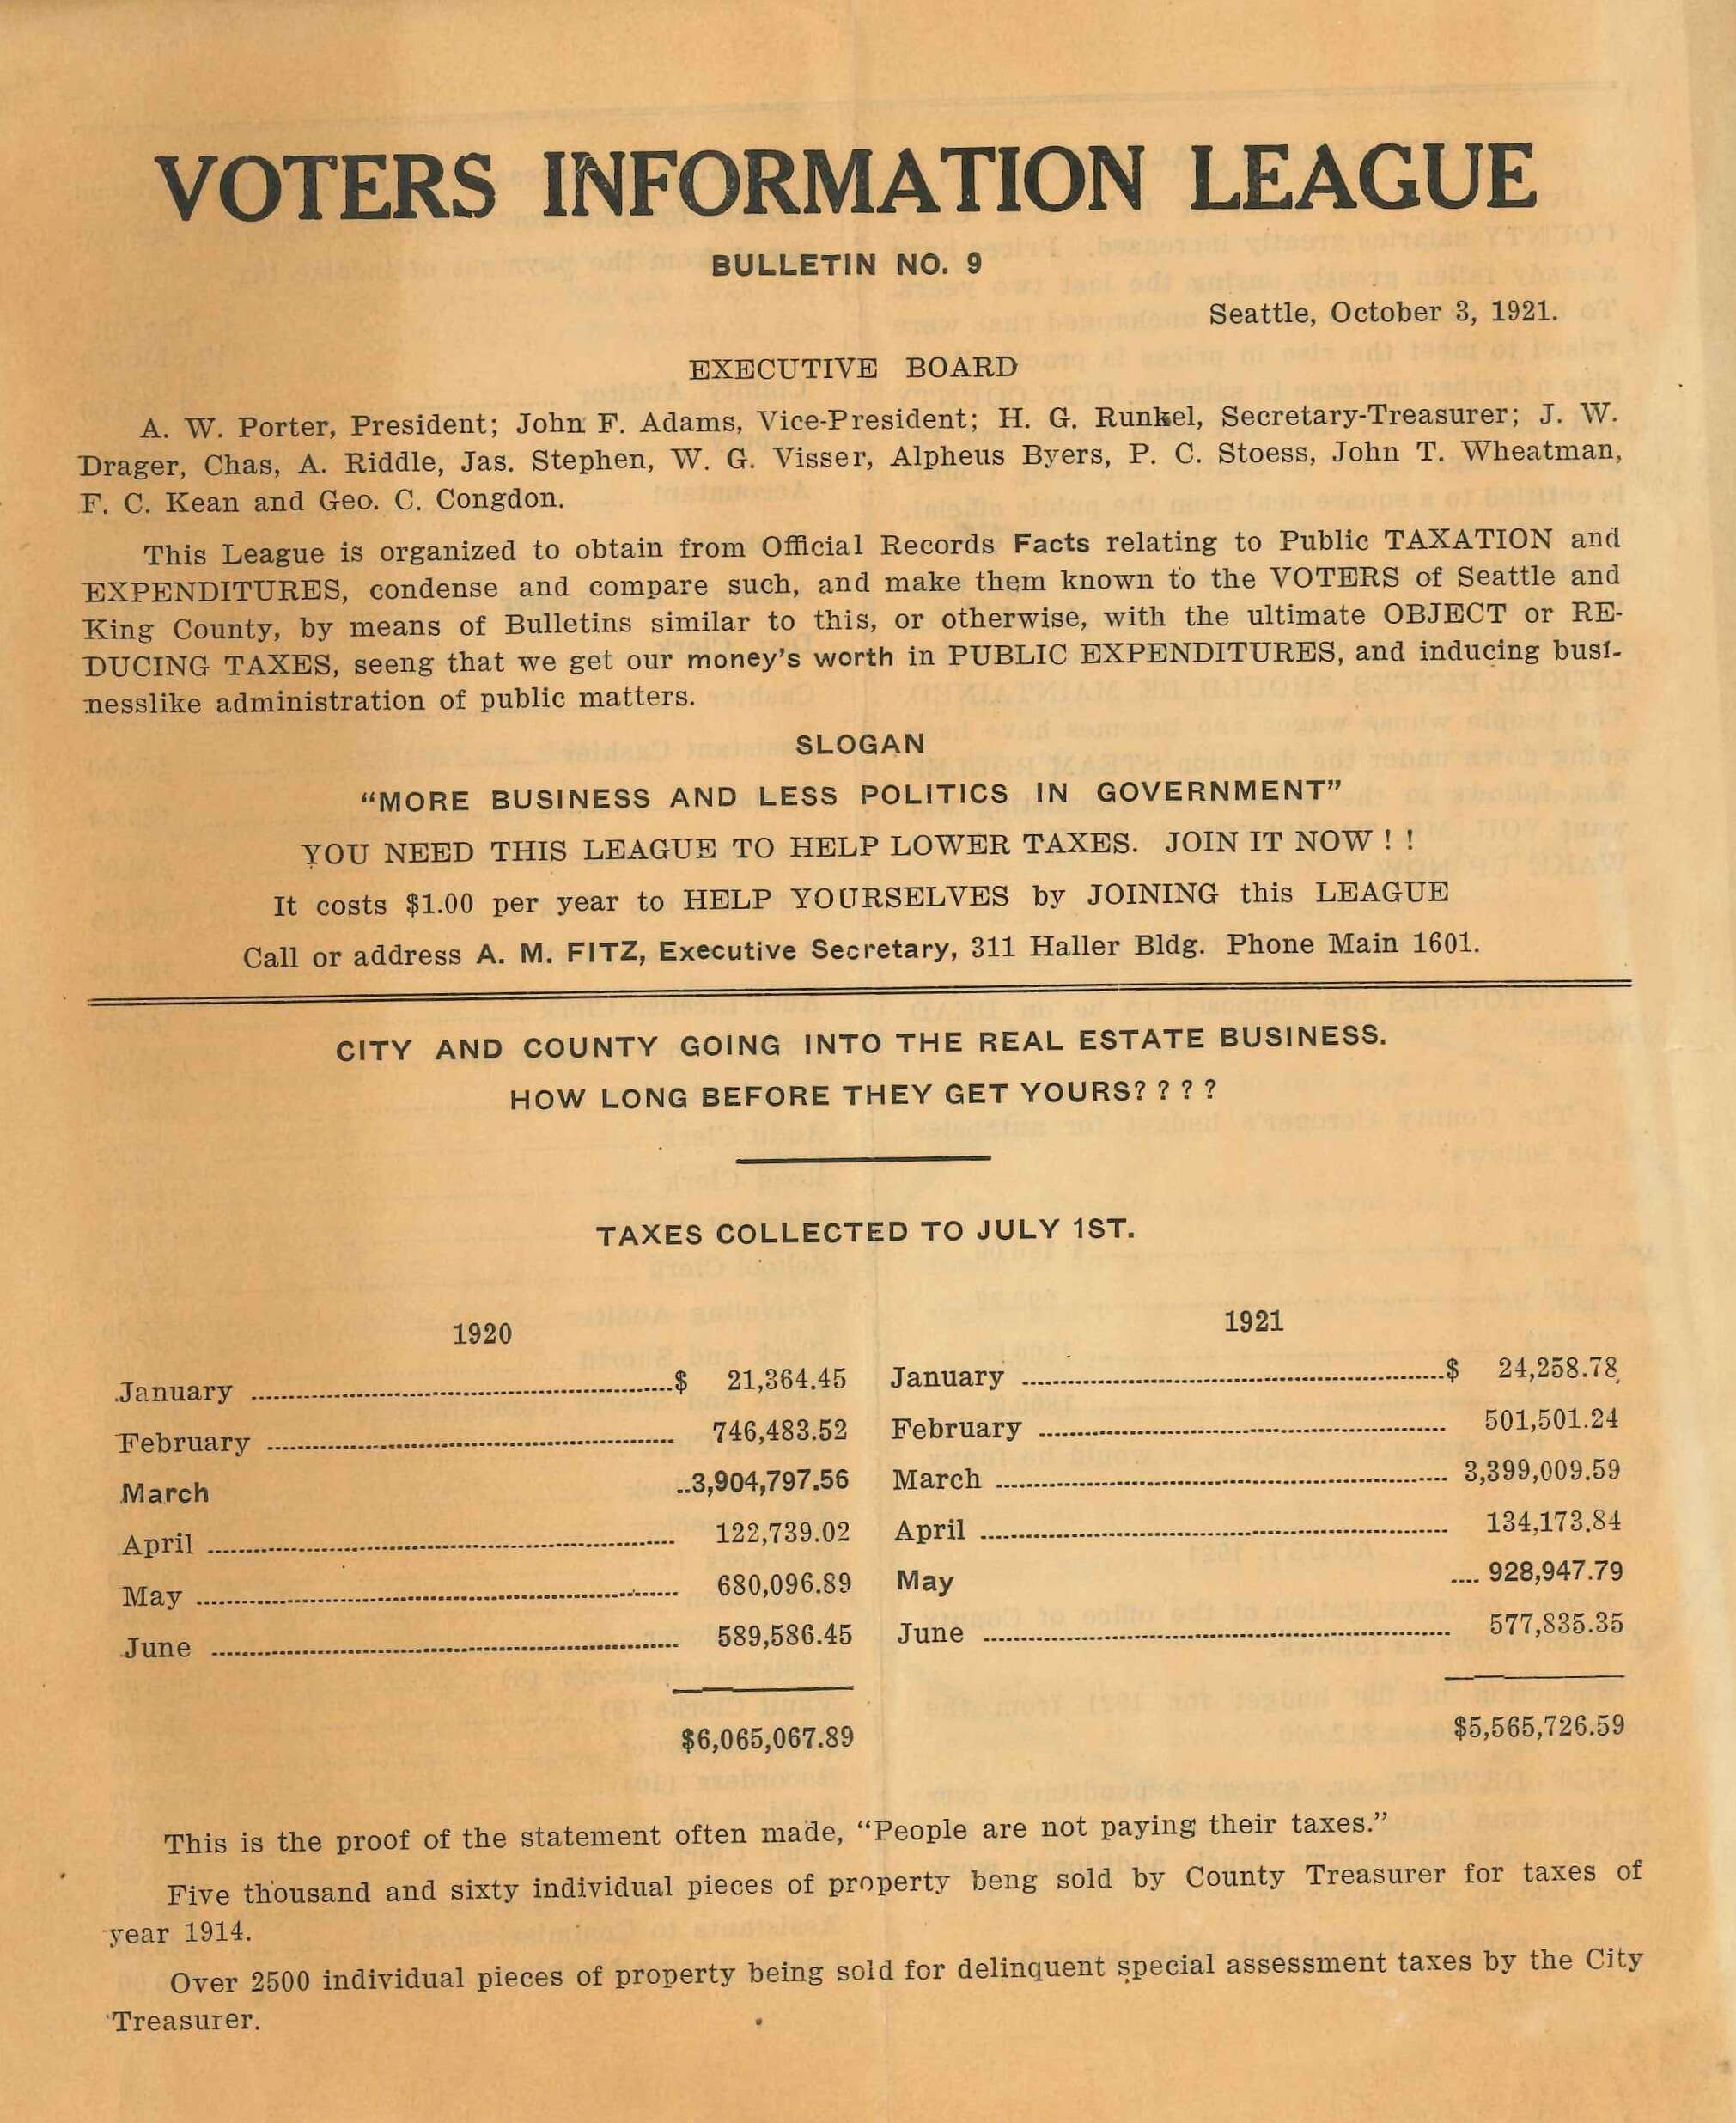 VOTERS INFORMATION LEAGUE
BULLETIN NO. 9
Seattle, October 3, 1921.
EXECUTIVE BOARD
A. W. Porter, President; John F. Adams, Vice-President; H. G. Runkel, Secretary-Treasurer; J. W.
Drager, Chas, A. Riddle, Jas. Stephen, W. G. Visser, Alpheus Byers, P. C. Stoess, John T. Wheatman,
F. C. Kean and Geo. C. Congdon.
This League is organized to obtain from Official Records Facts relating to Public TAXATION and
EXPENDITURES, condense and compare such, and make them known to the VOTERS of Seattle and
King County, by means of Bulletins similar to this, or otherwise, with the ultimate OBJECT or RE-
DUCING TAXES, seeng that we get our money's worth in PUBLIC EXPENDITURES, and inducing busi-
nesslike administration of public matters.
SLOGAN
"MORE BUSINESS AND LESS POLITICS IN GOVERNMENT"
YOU NEED THIS LEAGUE TO HELP LOWER TAXES. JOIN IT NOW ! !
It costs $1.00 per year to HELP YOURSELVES by JOINING this LEAGUE
Call or address A. M. FITZ, Executive Secretary, 311 Haller Bldg. Phone Main 1601.
CITY AND COUNTY GOING INTO THE REAL ESTATE BUSINESS.
HOW LONG BEFORE THEY GET YOURS? ? ? ?
TAXES COLLECTED TO JULY 1ST.
1920
January ........ $ 21,364.45
February ........ 746,483.52
March ..3,904,797.56
April ........ 122,739.02
May ........ 680,096.89
June ........ 589,586.45
$6,065,067.89
1921
January ........ $ 24,258.78
February ........ 501,501.24
March ........ 3,399,009.59
April ........ 134,173.84
May .... 928,947.79
June ........ 577,835.35
$5,565,726.59
This is the proof of the statement often made, "People are not paying their taxes."
Five thousand and sixty individual pieces of property beng sold by County Treasurer for taxes of
year 1914.
Over 2500 individual pieces of property being sold for delinquent special assessment taxes by the City
Treasurer.